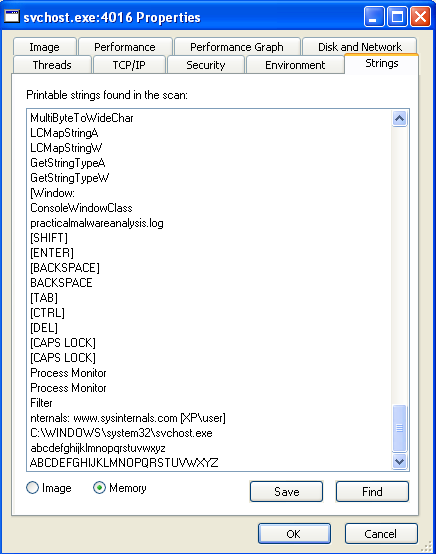 svchost.exe:4016 Properties
Image Performance Performance Graph Disk and Network
Threads TCP/IP Security Environment Strings
Printable strings found in the scan:
MultiByteToWideChar
LCMapStringA
LCMapStringW
GetStringTypeA
GetStringTypeW
[Window:
ConsoleWindowClass
practicalmalwareanalysis.log
[SHIFT]
[ENTER]
[BACKSPACE]
BACKSPACE
[TAB]
[CTRL]
[DEL]
[CAPS LOCK]
[CAPS LOCK]
Process Monitor
Process Monitor
Filter
nternals: www.sysinternals.com [XP\user]
C:\WINDOWS\system32\svchost.exe
abcdefghijklmnopqrstuvwxyz
ABCDEFGHIJKLMNOPQRSTUVWXYZ
Image Memory Save Find
OK Cancel